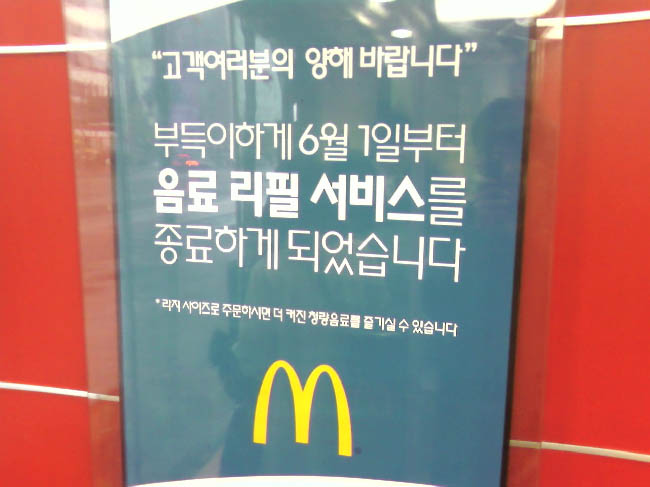 “고객여러분의 양해 바랍니다”
부득이하게 6월 1일부터
음료 리필 서비스를
종료하게 되었습니다
* 라지 사이즈로 주문하시면 더 커진 청량음료를 즐기실 수 있습니다